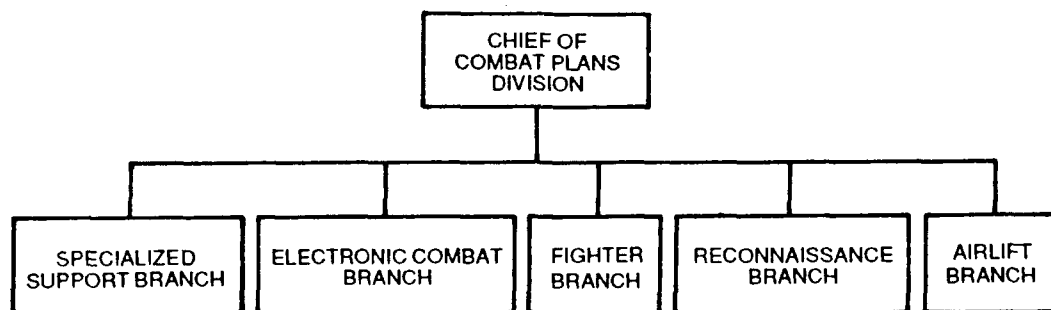 CHIEF OF
COMBAT PLANS
DIVISION
SPECIALIZED
SUPPORT BRANCH
ELECTRONIC COMBAT
BRANCH
FIGHTER
BRANCH
RECONNAISSANCE
BRANCH
AIRLIFT
BRANCH